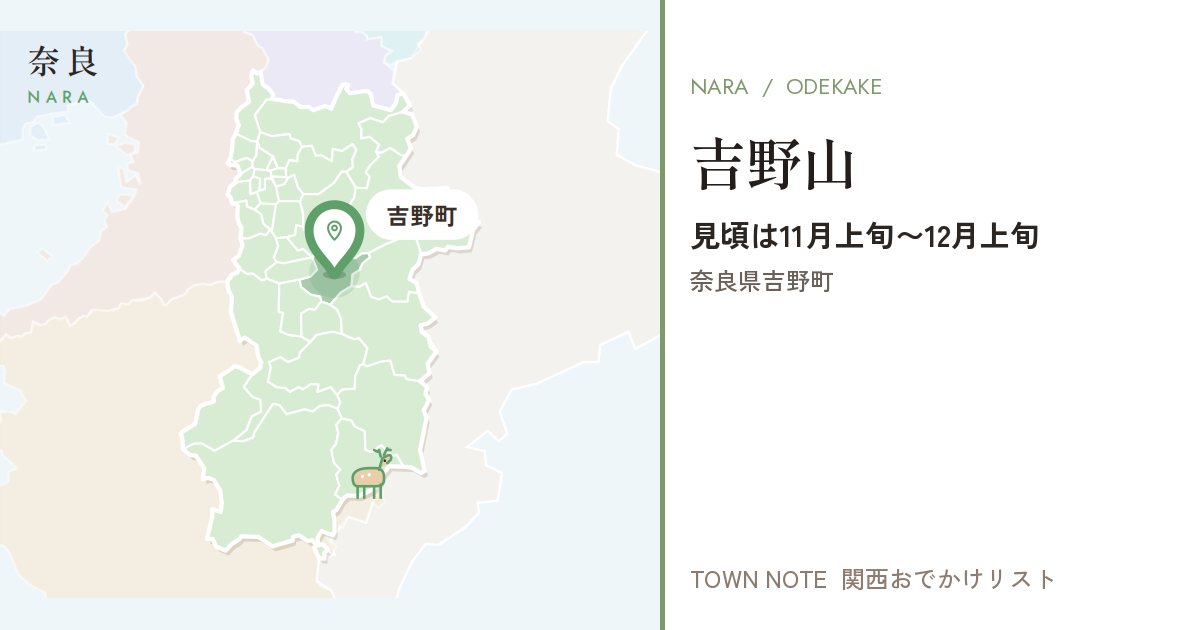 奈良
NARA
吉野町
NARA / ODEKAKE
吉野山
見頃は11月上旬〜12月上旬
奈良県吉野町
TOWN NOTE 関西おでかけリスト